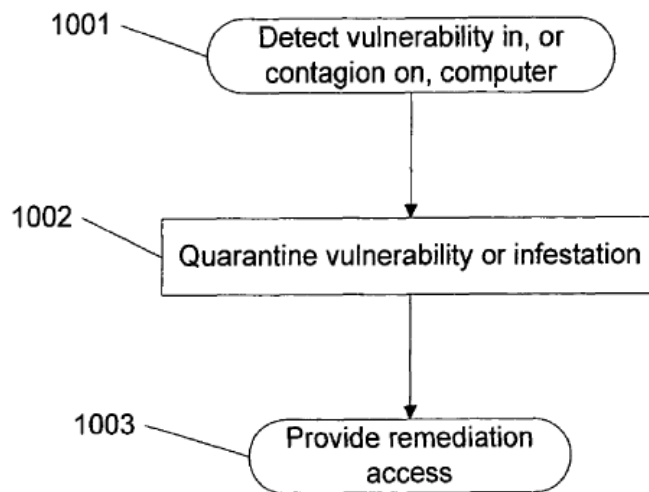 1001
Detect vulnerability in, or
contagion on, computer
1002
Quarantine vulnerability or infestation
1003
Provide remediation
access